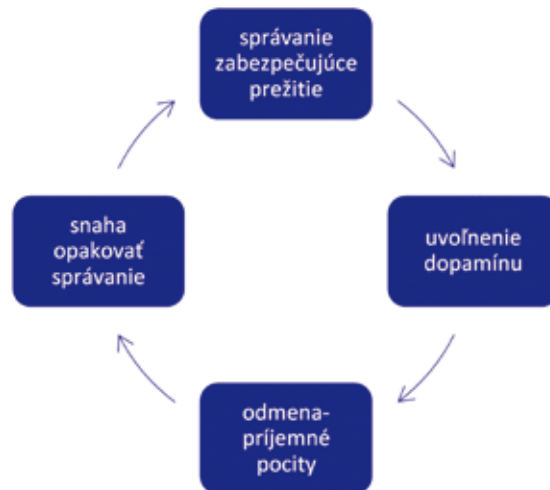 správanie
zabezpečujúce
prežitie
uvoľnenie
dopamínu
odmena-
príjemné
pocity
snaha
opakovať
správanie